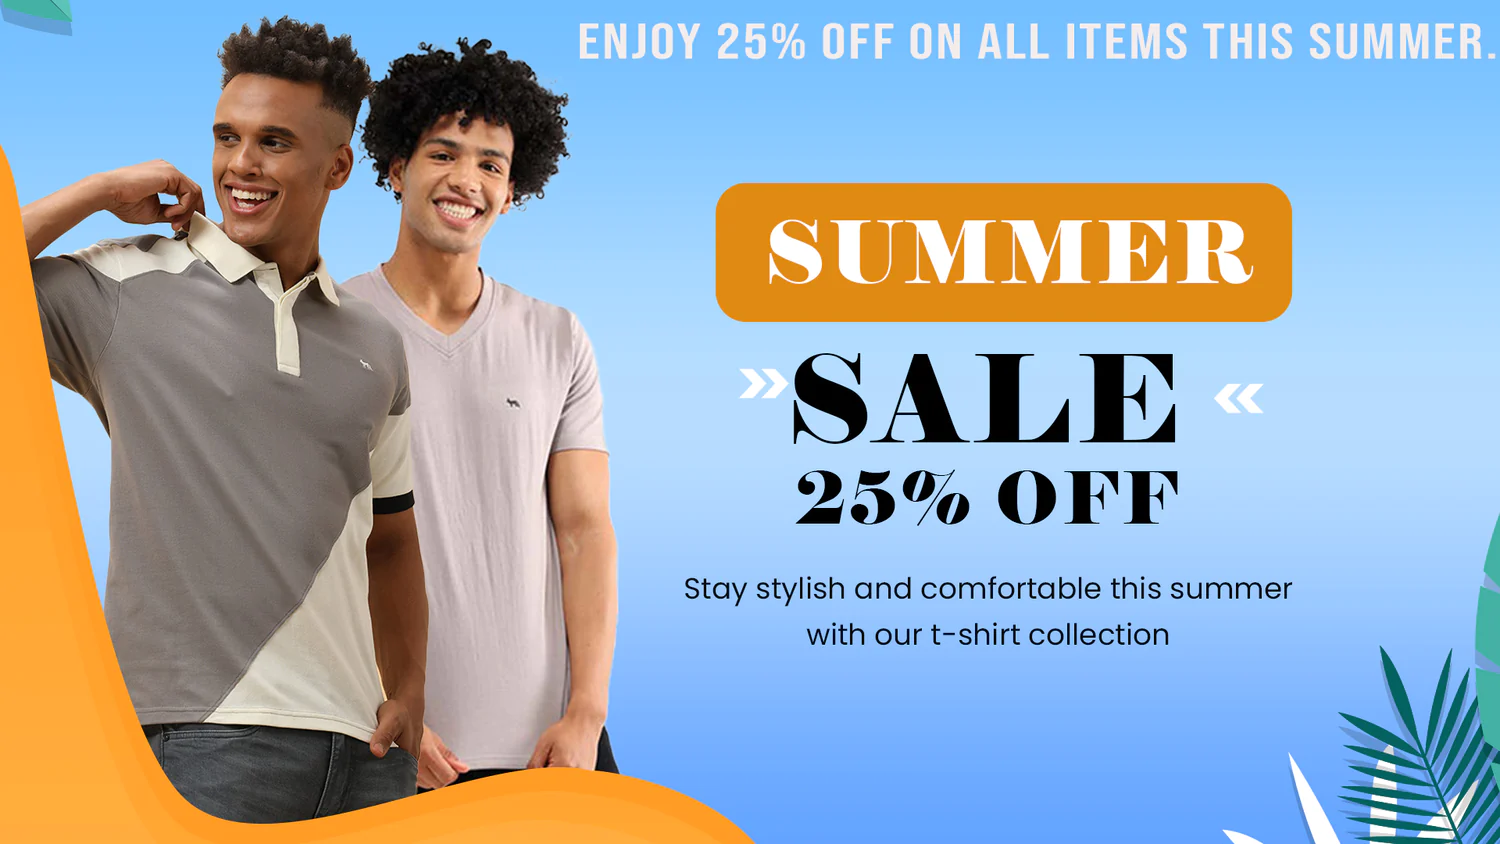 ENJOY 25% OFF ON ALL ITEMS THIS SUMMER.
SUMMER
SALE
25% OFF
Stay stylish and comfortable this summer
with our t-shirt collection